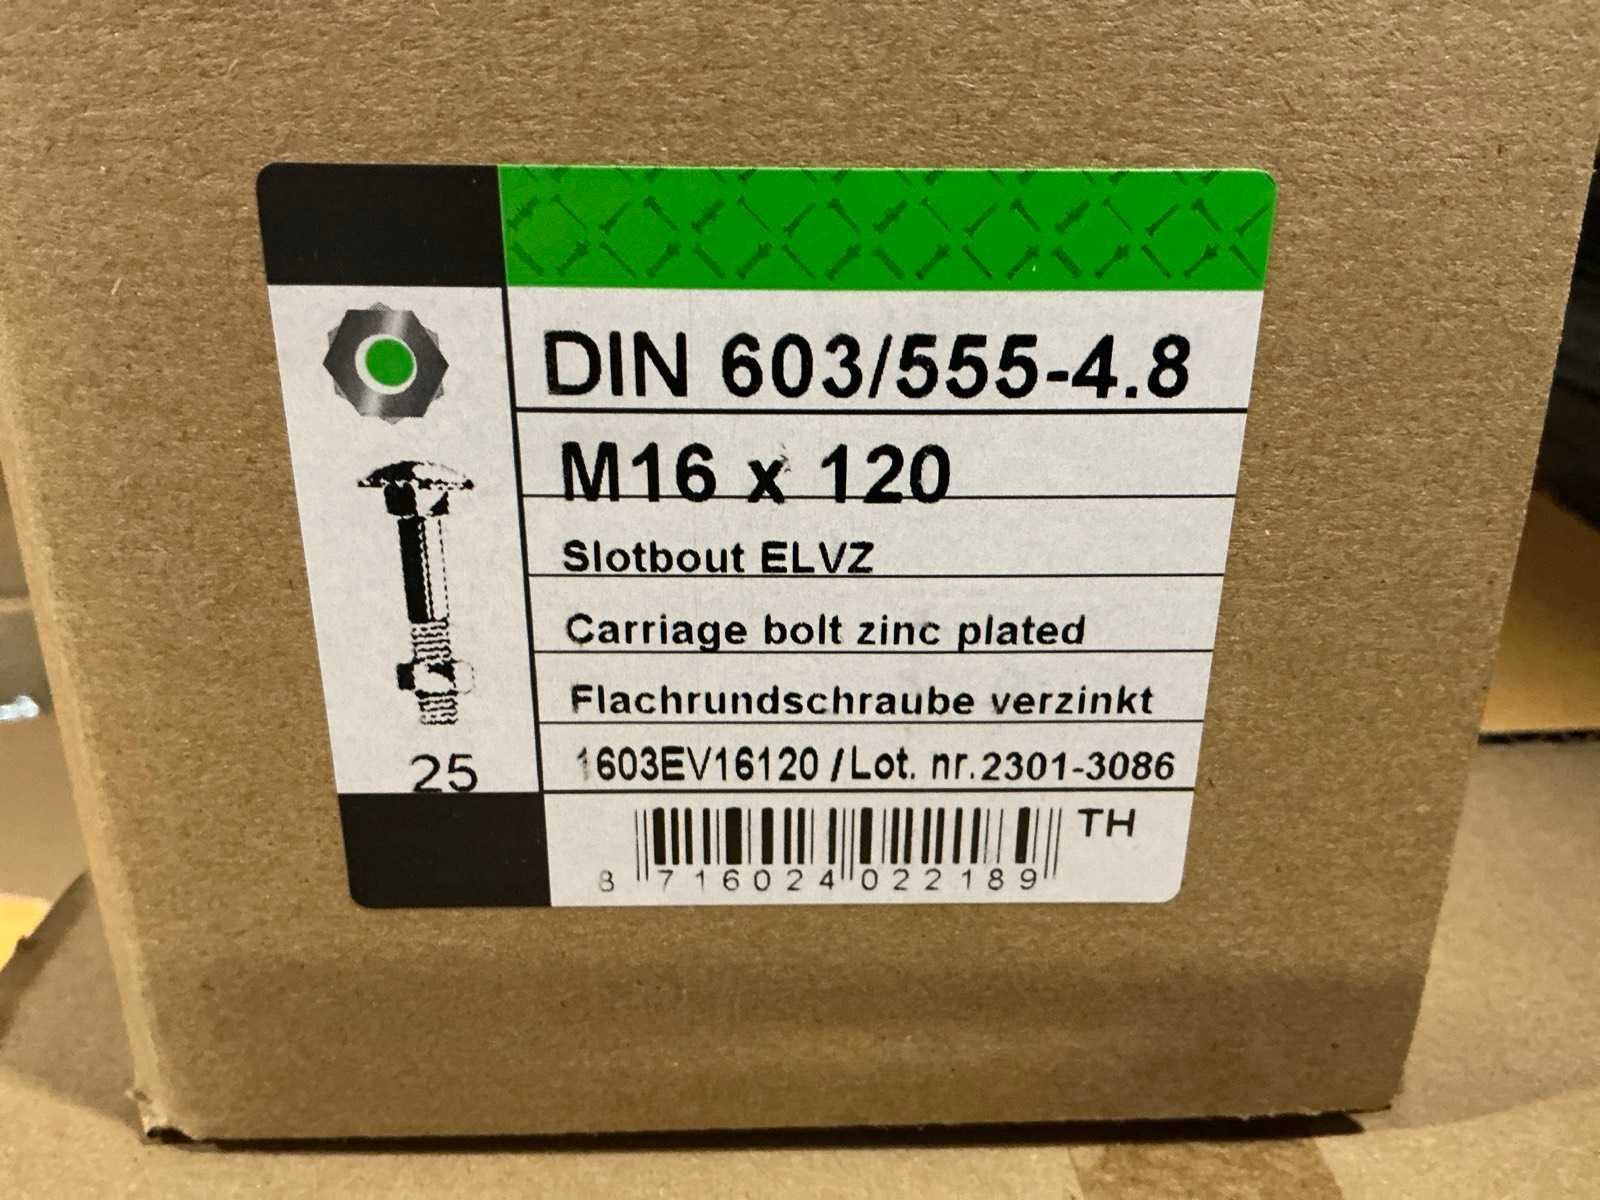 DIN 603/555-4.8
M16 x 120
Slotbout ELVZ
Carriage bolt zinc plated
Flachrundschraube verzinkt
25
1603EV16120 / Lot. nr.2301-3086
TH
8 716024 022189